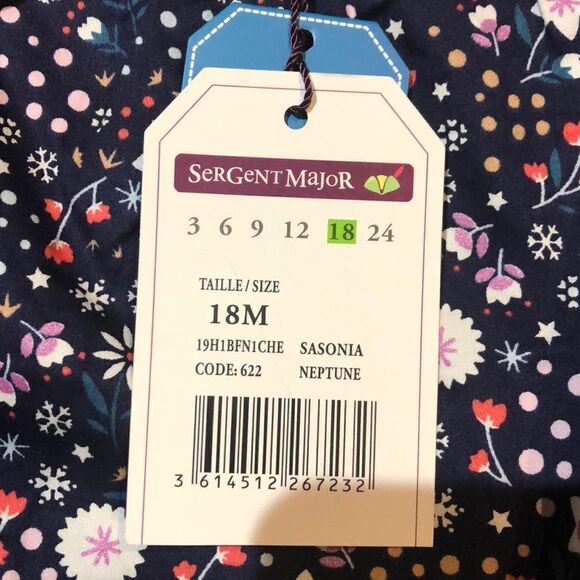 SERGENT MAJOR
3 6 9 12 18 24
TAILLE / SIZE
18M
19H1BFN1CHE SASONIA
CODE: 622 NEPTUNE
3 614512 267232